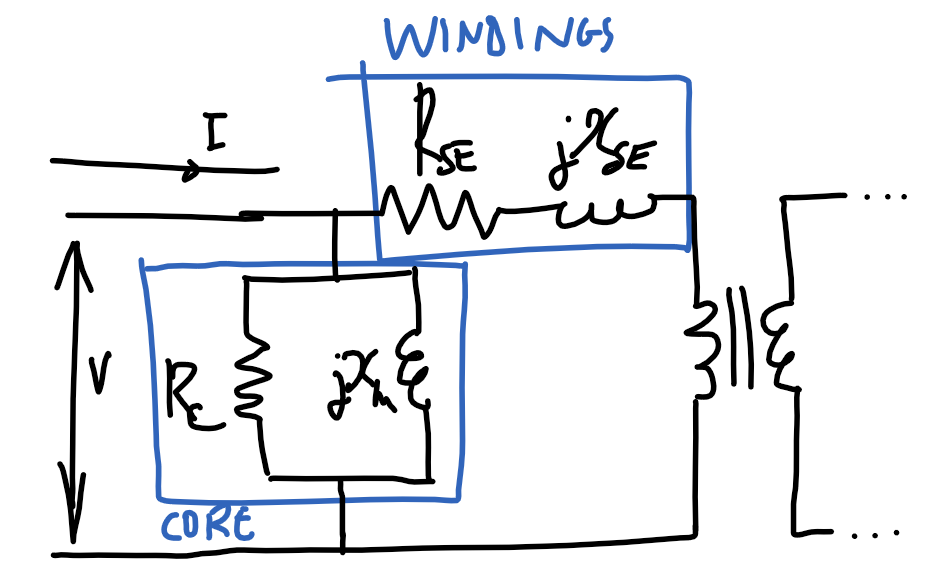 WINDINGS
I
R_SE
jX_SE
...
V
R_c
jX_m
CORE
...